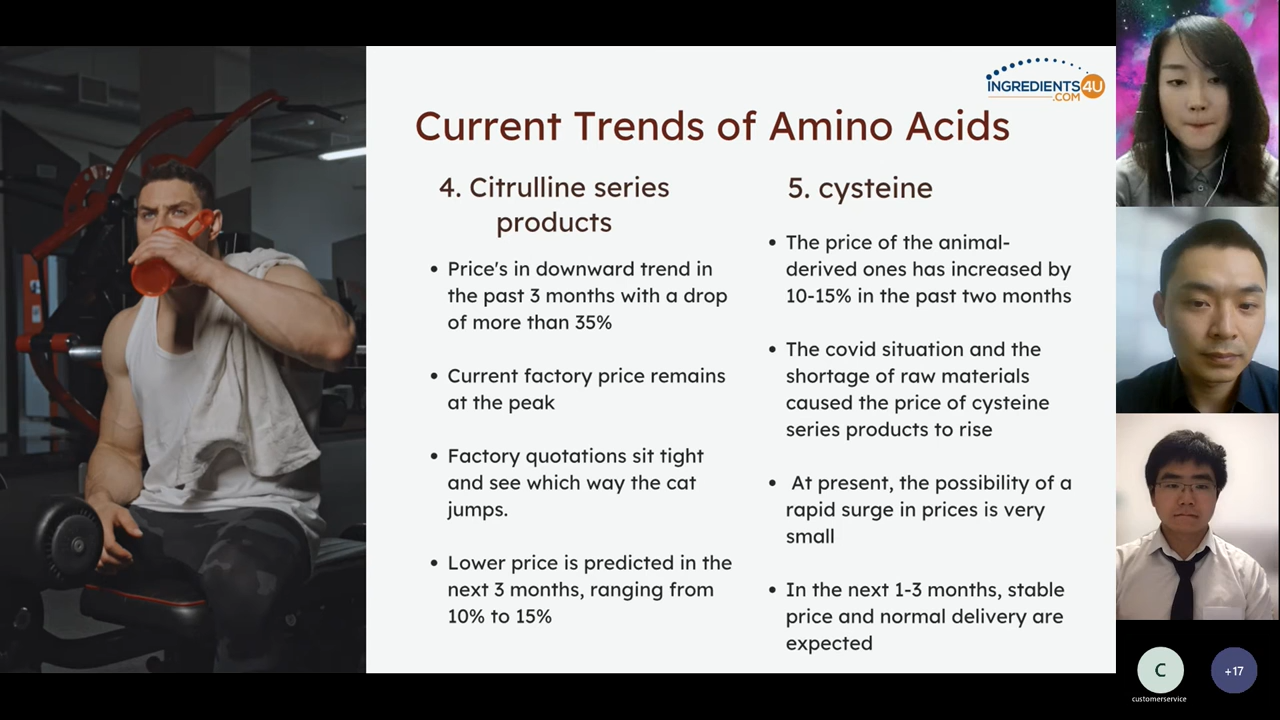 INGREDIENTS4U
.COM
Current Trends of Amino Acids
4. Citrulline series
products
• Price's in downward trend in
the past 3 months with a drop
of more than 35%
• Current factory price remains
at the peak
• Factory quotations sit tight
and see which way the cat
jumps.
• Lower price is predicted in the
next 3 months, ranging from
10% to 15%
5. cysteine
• The price of the animal-
derived ones has increased by
10-15% in the past two months
• The covid situation and the
shortage of raw materials
caused the price of cysteine
series products to rise
• At present, the possibility of a
rapid surge in prices is very
small
• In the next 1-3 months, stable
price and normal delivery are
expected
C
customerservice
+17